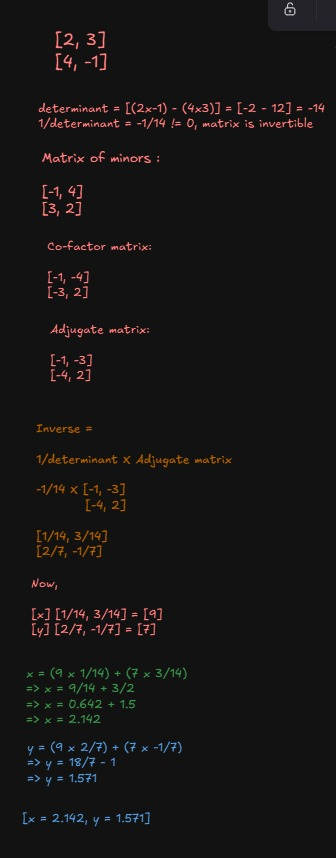 [2, 3]
[4, -1]
determinant = [(2x-1) - (4x3)] = [-2 - 12] = -14
1/determinant = -1/14 != 0, matrix is invertible
Matrix of minors :
[-1, 4]
[3, 2]
Co-factor matrix:
[-1, -4]
[-3, 2]
Adjugate matrix:
[-1, -3]
[-4, 2]
Inverse =
1/determinant x Adjugate matrix
-1/14 x [-1, -3]
[-4, 2]
[1/14, 3/14]
[2/7, -1/7]
Now,
[x] [1/14, 3/14] = [9]
[y] [2/7, -1/7] = [7]
x = (9 x 1/14) + (7 x 3/14)
=> x = 9/14 + 3/2
=> x = 0.642 + 1.5
=> x = 2.142
y = (9 x 2/7) + (7 x -1/7)
=> y = 18/7 - 1
=> y = 1.571
[x = 2.142, y = 1.571]